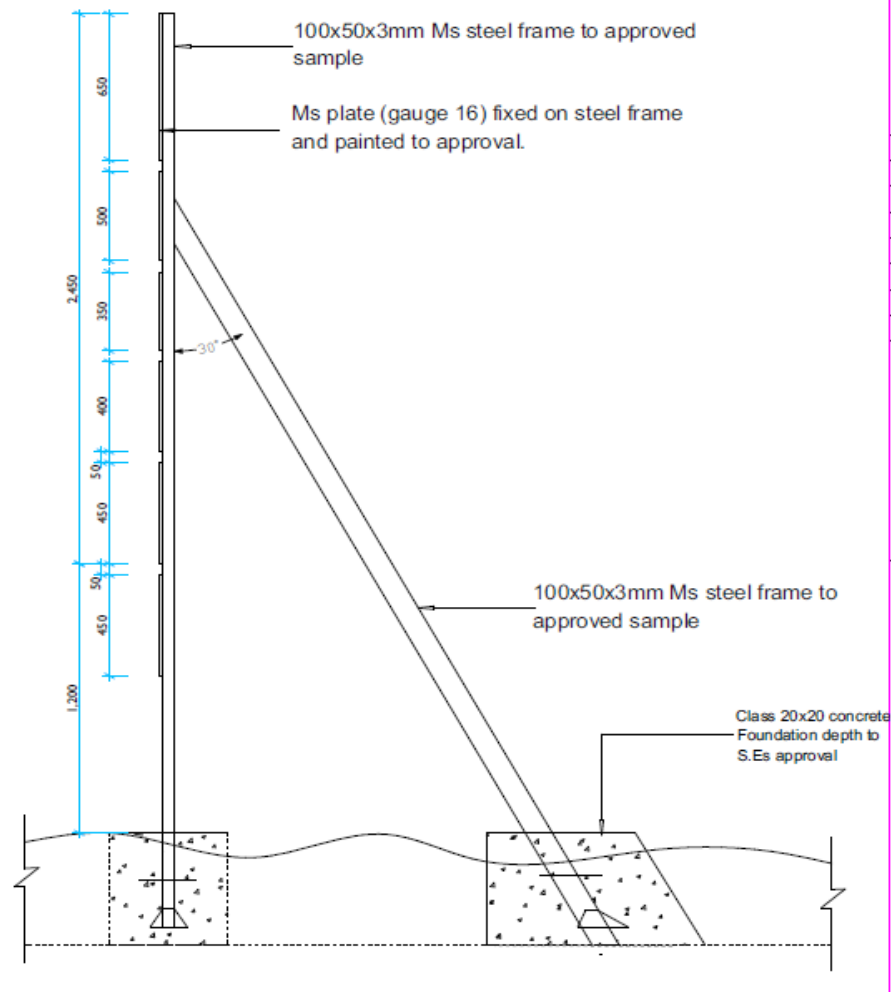 100x50x3mm Ms steel frame to approved
sample
Ms plate (gauge 16) fixed on steel frame
and painted to approval.
650
500
2,450
350
30°
400
50
450
50
450
1,200
100x50x3mm Ms steel frame to
approved sample
Class 20x20 concrete
Foundation depth to
S.Es approval